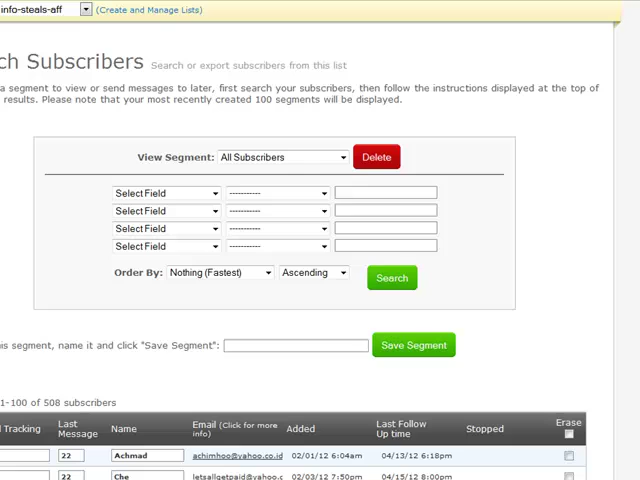 info-steals-aff (Create and Manage Lists)
ch Subscribers Search or export subscribers from this list
a segment to view or send messages to later, first search your subscribers, then follow the instructions displayed at the top of
results. Please note that your most recently created 100 segments will be displayed.
View Segment: All Subscribers Delete
Select Field -----------
Select Field -----------
Select Field -----------
Select Field -----------
Order By: Nothing (Fastest) Ascending Search
is segment, name it and click "Save Segment": Save Segment
1-100 of 508 subscribers
Tracking Last Message Name Email (Click for more info) Added Last Follow Up time Stopped Erase
22 Achmad achimhoo@yahoo.co.id 02/01/12 6:04am 04/13/12 6:18pm
22 Che letsallgetpaid@yahoo.c 02/03/12 7:50pm 04/15/12 8:00pm